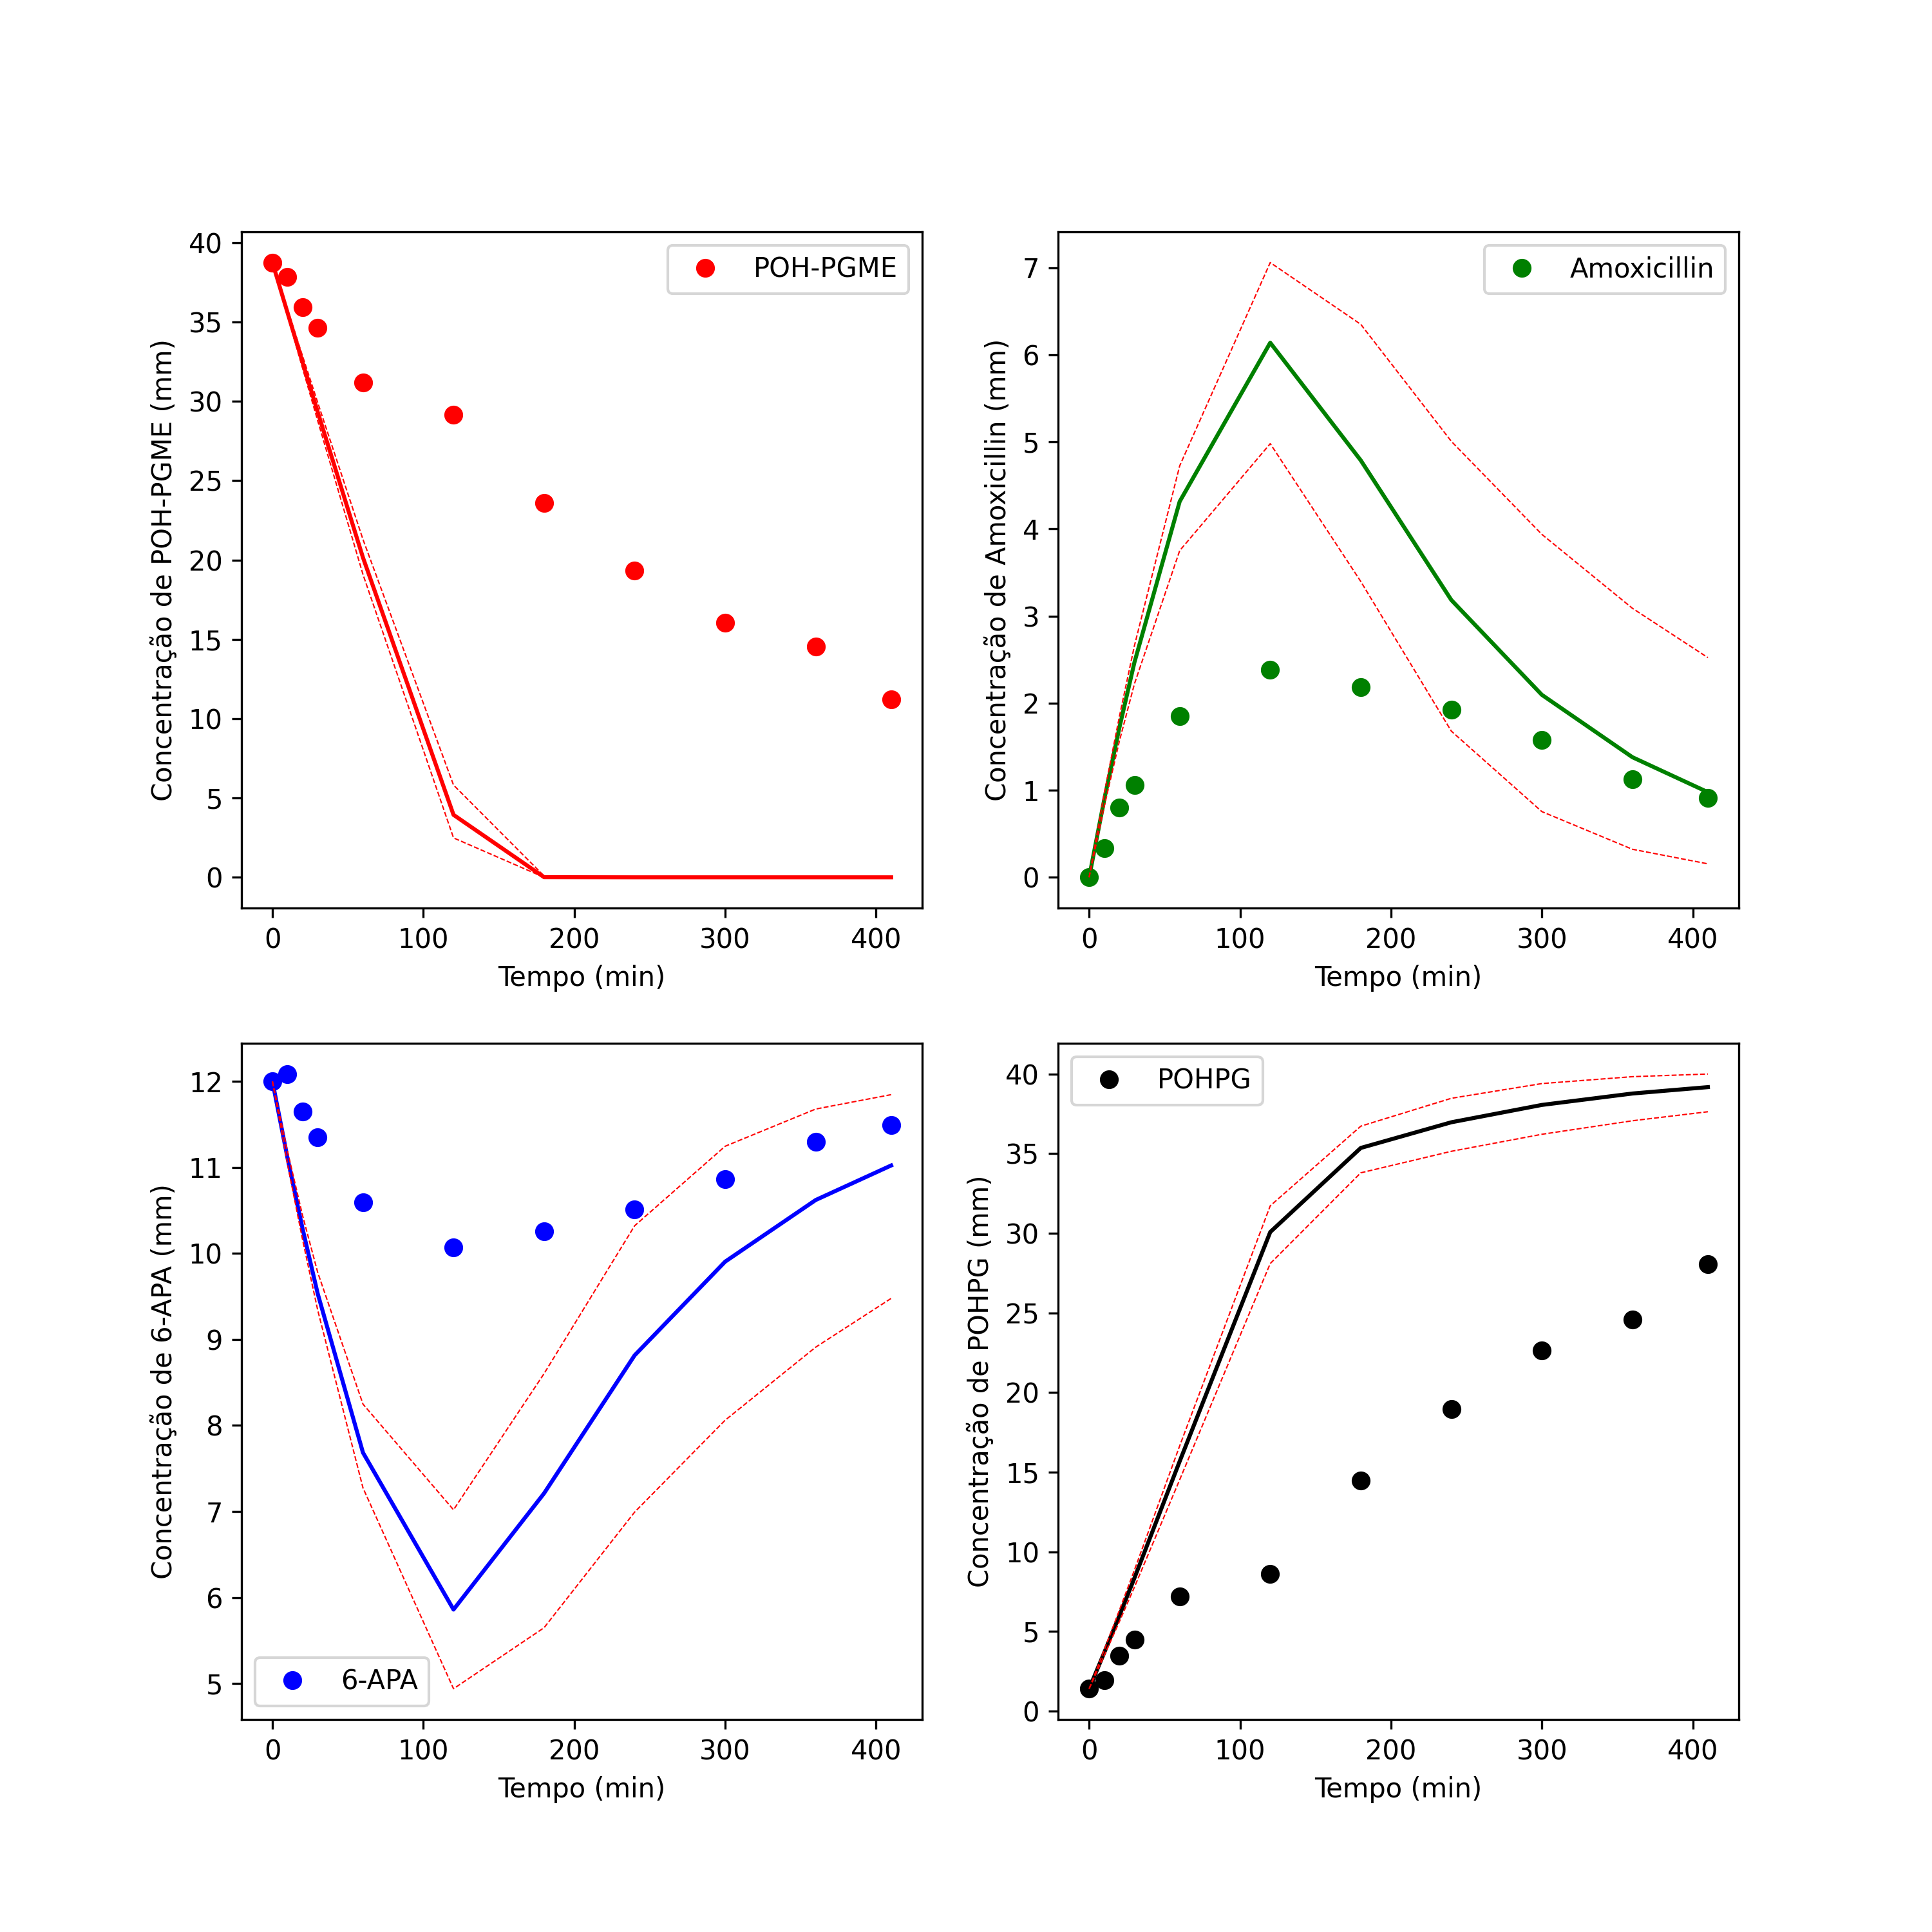 40
35
30
25
20
15
10
5
0
Concentração de POH-PGME (mm)
POH-PGME
0 100 200 300 400
Tempo (min)
7
6
5
4
3
2
1
0
Concentração de Amoxicillin (mm)
Amoxicillin
0 100 200 300 400
Tempo (min)
12
11
10
9
8
7
6
5
Concentração de 6-APA (mm)
6-APA
0 100 200 300 400
Tempo (min)
40
35
30
25
20
15
10
5
0
Concentração de POHPG (mm)
POHPG
0 100 200 300 400
Tempo (min)